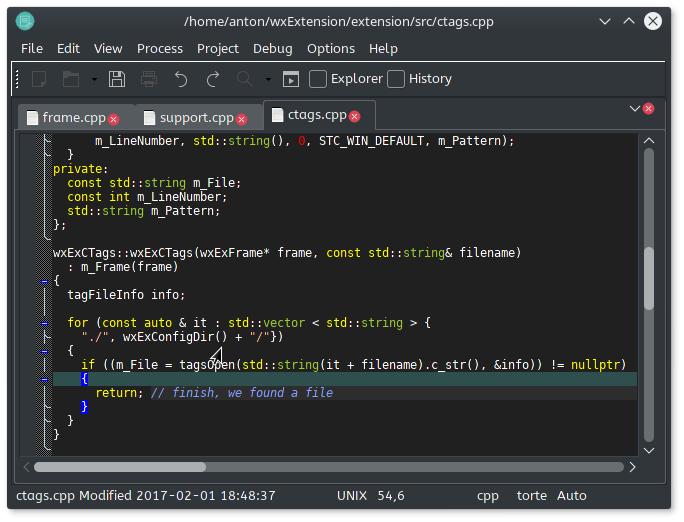 /home/anton/wxExtension/extension/src/ctags.cpp
File Edit View Process Project Debug Options Help
Explorer History
frame.cpp support.cpp ctags.cpp
m_LineNumber, std::string(), 0, STC_WIN_DEFAULT, m_Pattern);
}
private:
const std::string m_File;
const int m_LineNumber;
std::string m_Pattern;
};
wxExCTags::wxExCTags(wxExFrame* frame, const std::string& filename)
: m_Frame(frame)
{
tagFileInfo info;
for (const auto & it : std::vector < std::string > {
"./", wxExConfigDir() + "/"})
{
if ((m_File = tagsOpen(std::string(it + filename).c_str(), &info)) != nullptr)
{
return; // finish, we found a file
}
}
}
ctags.cpp Modified 2017-02-01 18:48:37 UNIX 54,6 cpp torte Auto